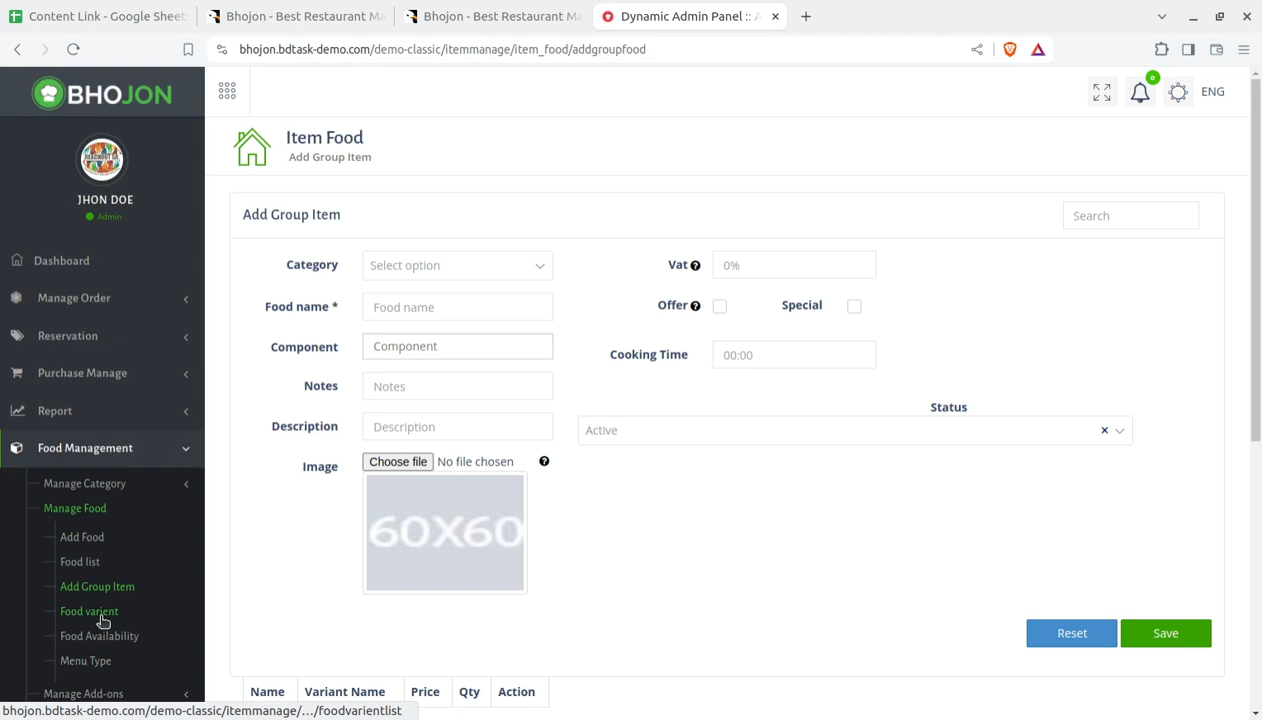 Content Link - Google Sheets
Bhojon - Best Restaurant Ma
Bhojon - Best Restaurant Ma
Dynamic Admin Panel :: A
bhojon.bdtask-demo.com/demo-classic/itemmanage/item_food/addgroupfood
BHOJON
0
ENG
Item Food
Add Group Item
JHON DOE
Admin
Dashboard
Manage Order
Reservation
Purchase Manage
Report
Food Management
Manage Category
Manage Food
Add Food
Food list
Add Group Item
Food varient
Food Availability
Menu Type
Manage Add-ons
Add Group Item
Search
Category
Select option
Vat
0%
Food name *
Food name
Offer
Special
Component
Component
Cooking Time
00:00
Notes
Notes
Status
Description
Description
Active
Image
Choose file No file chosen
60X60
Reset
Save
Name
Variant Name
Price
Qty
Action
bhojon.bdtask-demo.com/demo-classic/itemmanage/.../foodvarientlist